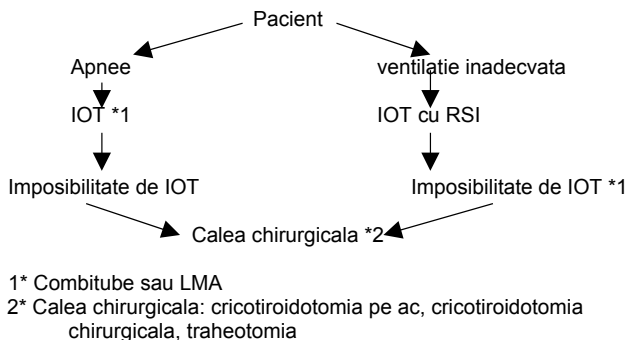 Pacient
Apnee ventilatie inadecvata
IOT *1 IOT cu RSI
Imposibilitate de IOT Imposibilitate de IOT *1
Calea chirurgicala *2
1* Combitube sau LMA
2* Calea chirurgicala: cricotiroidotomia pe ac, cricotiroidotomia
chirurgicala, traheotomia